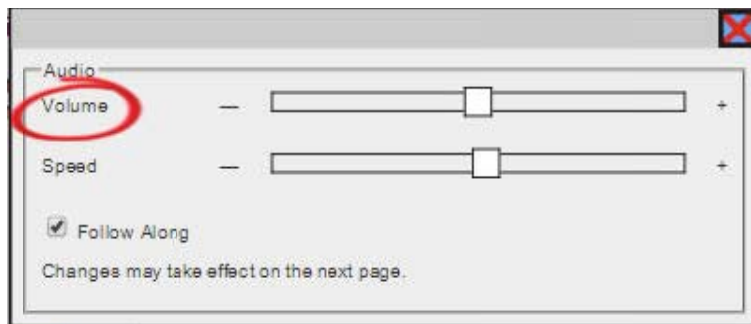 Audio
Volume — +
Speed — +
Follow Along
Changes may take effect on the next page.